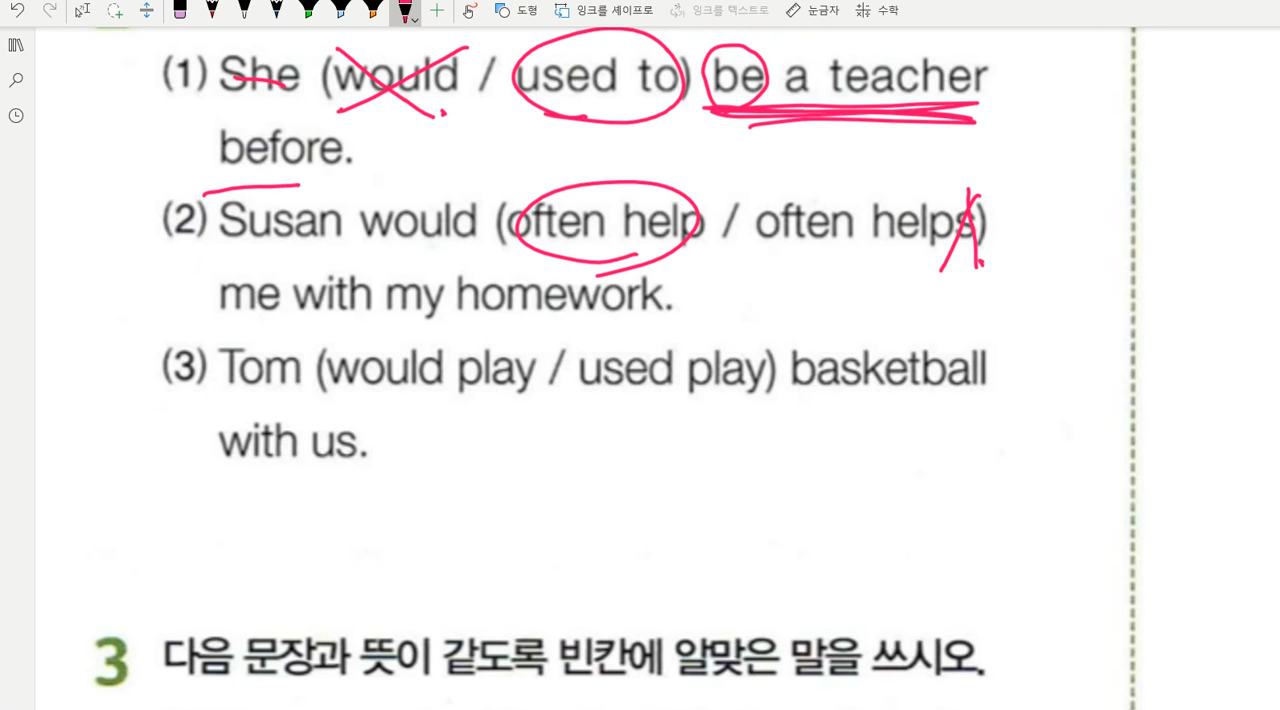 도형 잉크를 셰이프로 잉크를 텍스트로 눈금자 수학
(1) She (would / used to) be a teacher
before.
(2) Susan would (often help / often helps)
me with my homework.
(3) Tom (would play / used play) basketball
with us.
3 다음 문장과 뜻이 같도록 빈칸에 알맞은 말을 쓰시오.